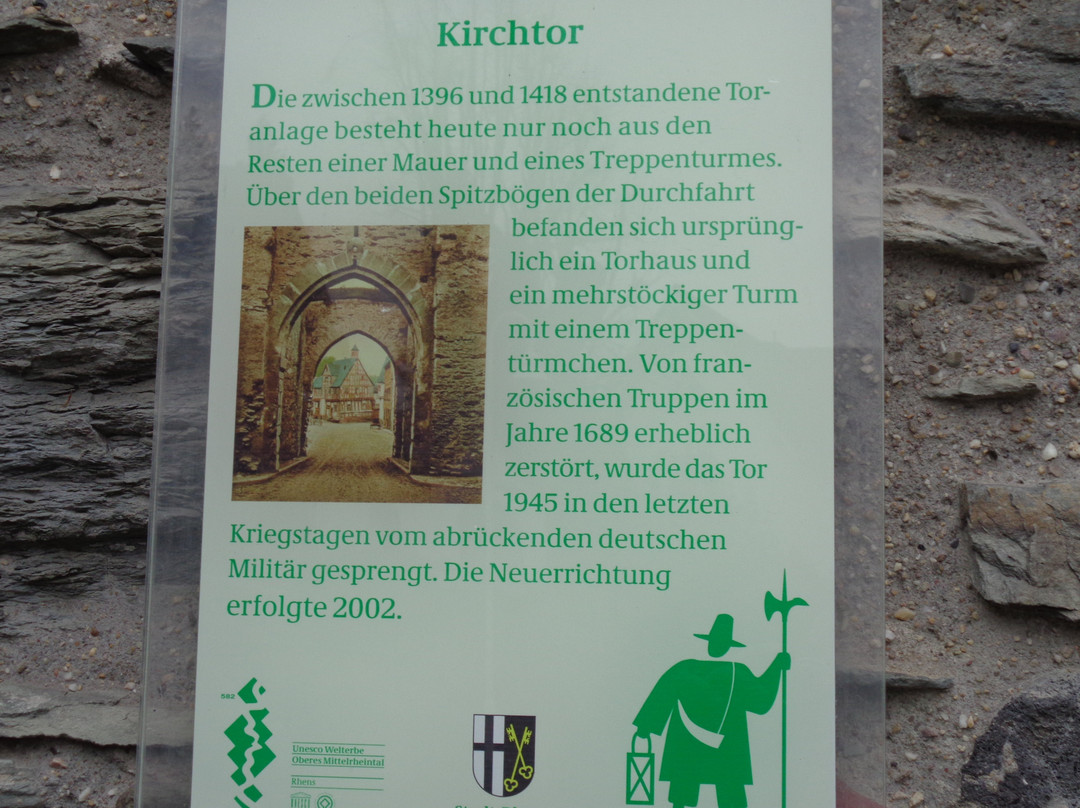 Kirchtor
Die zwischen 1396 und 1418 entstandene Tor-
anlage besteht heute nur noch aus den
Resten einer Mauer und eines Treppenturmes.
Über den beiden Spitzbögen der Durchfahrt
befanden sich ursprüng-
lich ein Torhaus und
ein mehrstöckiger Turm
mit einem Treppen-
türmchen. Von fran-
zösischen Truppen im
Jahre 1689 erheblich
zerstört, wurde das Tor
1945 in den letzten
Kriegstagen vom abrückenden deutschen
Militär gesprengt. Die Neuerrichtung
erfolgte 2002.
582
Unesco Welterbe
Oberes Mittelrheintal
Rhens